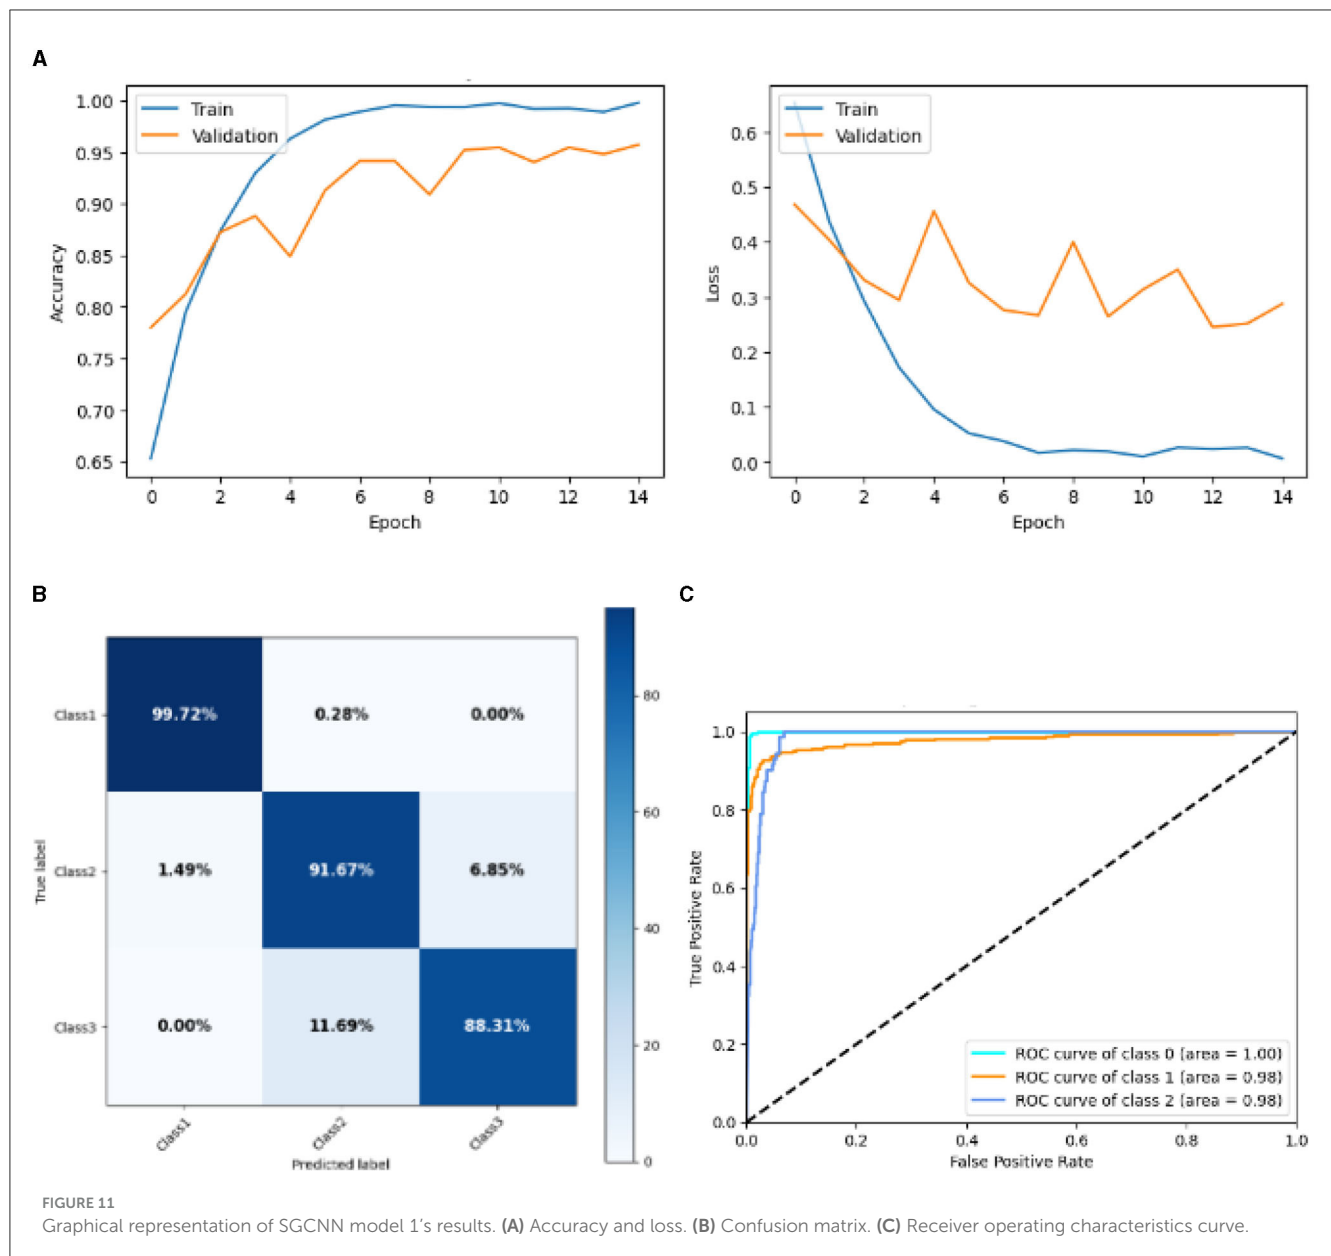 A
1.00
0.95
0.90
0.85
0.80
0.75
0.70
0.65
Accuracy
Train
Validation
0 2 4 6 8 10 12 14
Epoch
0.6
0.5
0.4
0.3
0.2
0.1
0.0
Loss
Train
Validation
0 2 4 6 8 10 12 14
Epoch
B
True label
Class1 99.72% 0.28% 0.00%
Class2 1.49% 91.67% 6.85%
Class3 0.00% 11.69% 88.31%
Class1 Class2 Class3
Predicted label
80
60
40
20
0
C
1.0
0.8
0.6
0.4
0.2
0.0
True Positive Rate
ROC curve of class 0 (area = 1.00)
ROC curve of class 1 (area = 0.98)
ROC curve of class 2 (area = 0.98)
0.0 0.2 0.4 0.6 0.8 1.0
False Positive Rate
FIGURE 11
Graphical representation of SGCNN model 1's results. (A) Accuracy and loss. (B) Confusion matrix. (C) Receiver operating characteristics curve.